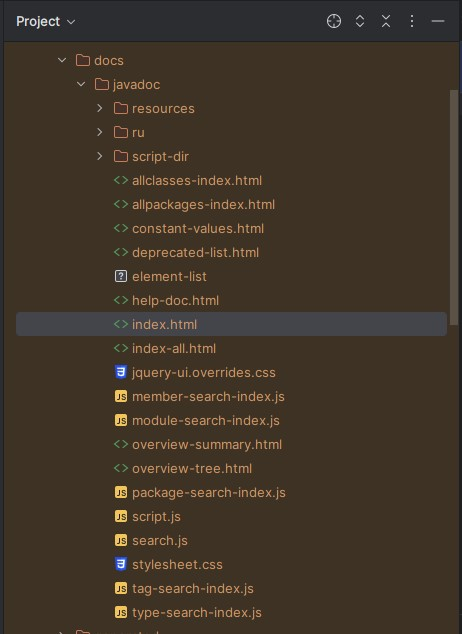 Project
docs
javadoc
resources
ru
script-dir
allclasses-index.html
allpackages-index.html
constant-values.html
deprecated-list.html
element-list
help-doc.html
index.html
index-all.html
jquery-ui.overrides.css
member-search-index.js
module-search-index.js
overview-summary.html
overview-tree.html
package-search-index.js
script.js
search.js
stylesheet.css
tag-search-index.js
type-search-index.js